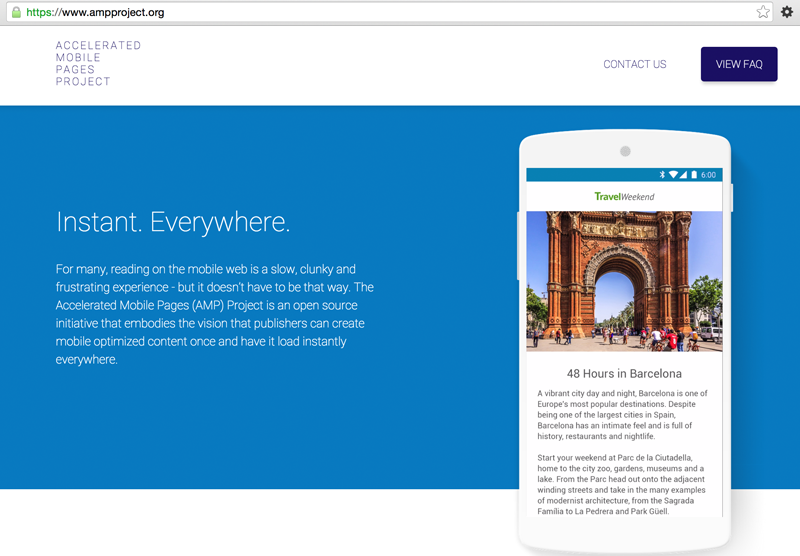 https://www.ampproject.org
ACCELERATED
MOBILE
PAGES
PROJECT
CONTACT US
VIEW FAQ
Instant. Everywhere.
For many, reading on the mobile web is a slow, clunky and
frustrating experience - but it doesn't have to be that way. The
Accelerated Mobile Pages (AMP) Project is an open source
initiative that embodies the vision that publishers can create
mobile optimized content once and have it load instantly
everywhere.
6:00
TravelWeekend
48 Hours in Barcelona
A vibrant city day and night, Barcelona is one of
Europe's most popular destinations. Despite
being one of the largest cities in Spain,
Barcelona has an intimate feel and is full of
history, restaurants and nightlife.
Start your weekend at Parc de la Ciutadella,
home to the city zoo, gardens, museums and a
lake. From the Parc head out onto the adjacent
winding streets and take in the many examples
of modernist architecture, from the Sagrada
Família to La Pedrera and Park Güell.